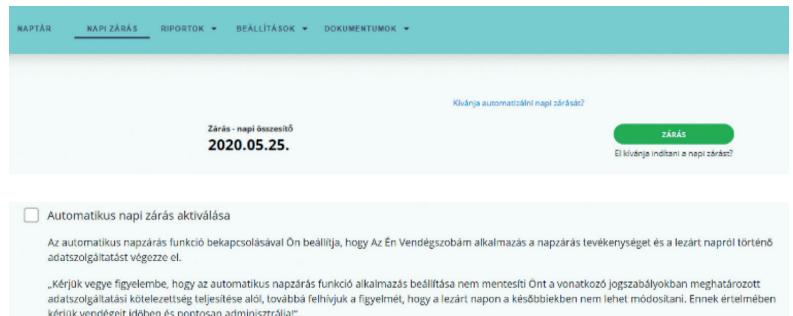 NAPTÁR NAPI ZÁRÁS RIPORTOK BEÁLLÍTÁSOK DOKUMENTUMOK
Kívánja automatizálni napi zárását?
Zárás - napi összesítő
2020.05.25.
ZÁRÁS
El kívánja indítani a napi zárást?
Automatikus napi zárás aktiválása
Az automatikus napzárás funkció bekapcsolásával Ön beállítja, hogy Az Én Vendégszobám alkalmazás a napzárás tevékenységet és a lezárt napról történő
adatszolgáltatást végezze el.
„Kérjük vegye figyelembe, hogy az automatikus napzárás funkció alkalmazás beállítása nem mentesíti Önt a vonatkozó jogszabályokban meghatározott
adatszolgáltatási kötelezettség teljesítése alól, továbbá felhívjuk a figyelmét, hogy a lezárt napon a későbbiekben nem lehet módosítani. Ennek értelmében
kérjük vendégeit időben és pontosan adminisztrálja!"